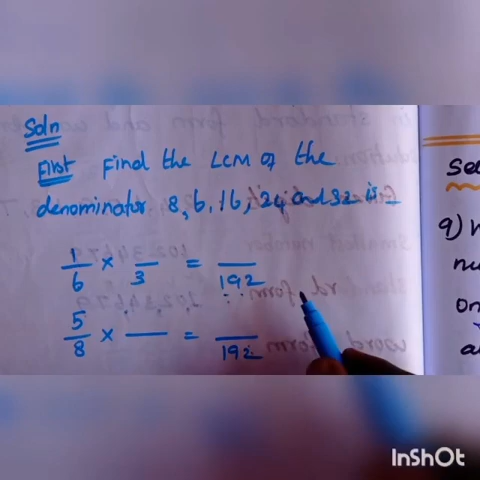 Soln
First Find the LCM of the
denominator 8, 6, 16, 24 and 32 is
1/6 × /3 = /192
5/8 × — = /192
9)
InShOt